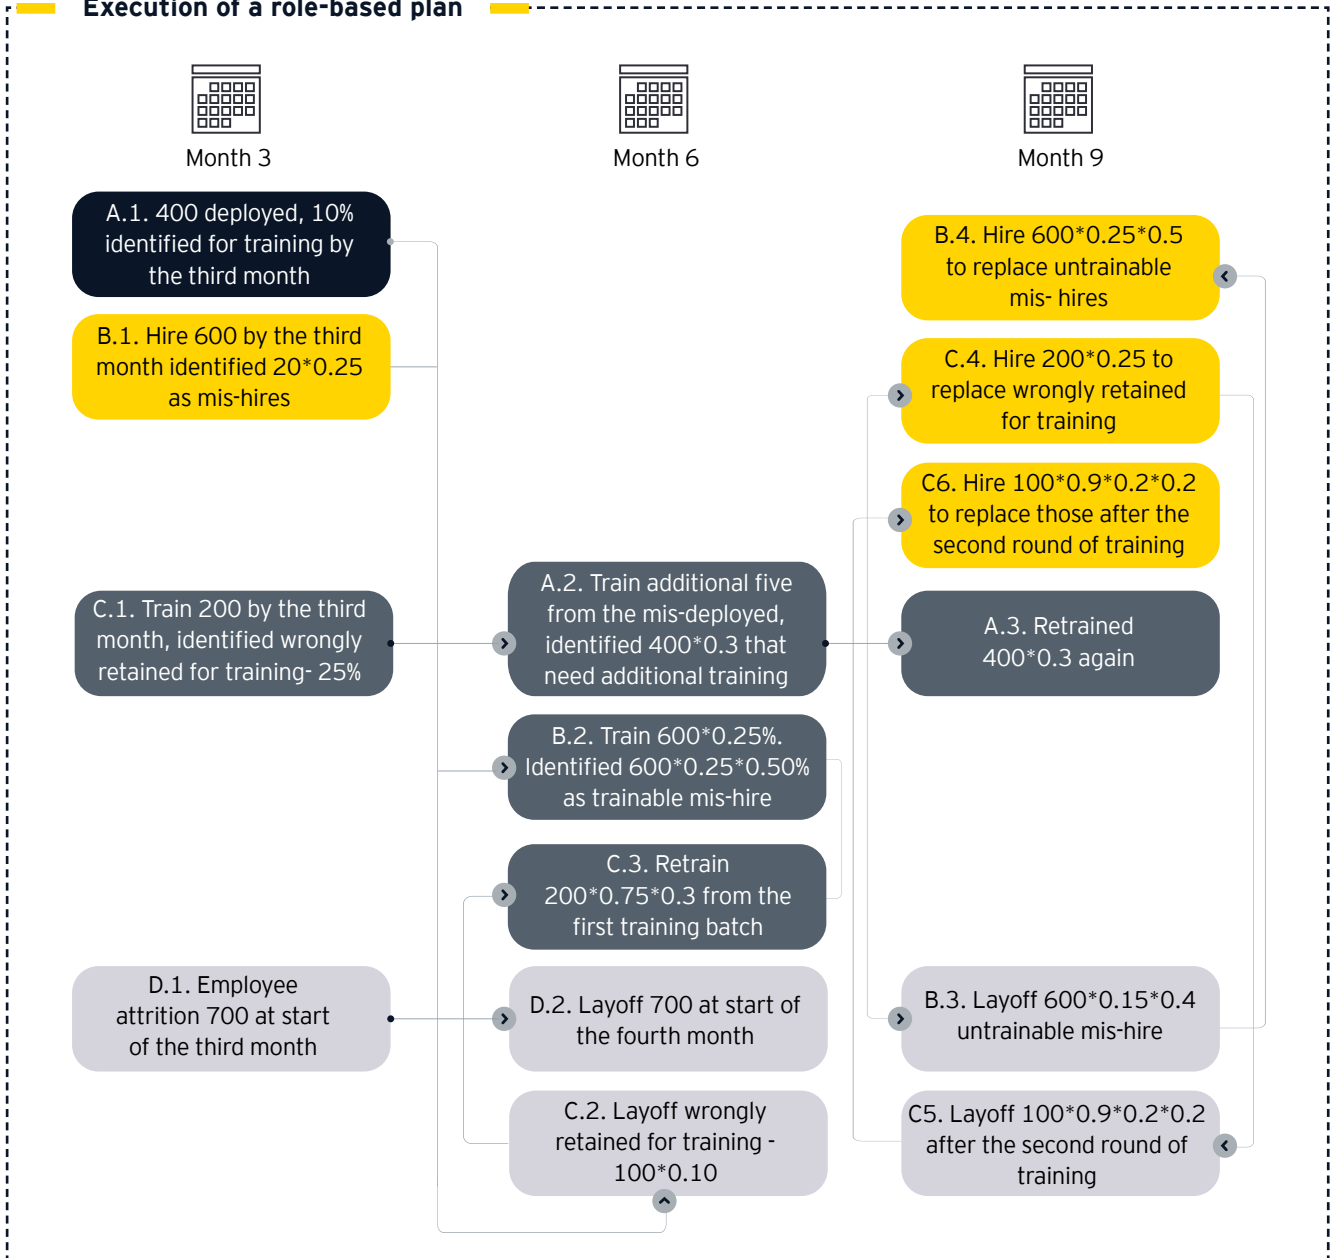 Execution of a role-based plan
Month 3
Month 6
Month 9
A.1. 400 deployed, 10%
identified for training by
the third month
B.1. Hire 600 by the third
month identified 20*0.25
as mis-hires
C.1. Train 200 by the third
month, identified wrongly
retained for training- 25%
D.1. Employee
attrition 700 at start
of the third month
A.2. Train additional five
from the mis-deployed,
identified 400*0.3 that
need additional training
B.2. Train 600*0.25%.
Identified 600*0.25*0.50%
as trainable mis-hire
C.3. Retrain
200*0.75*0.3 from the
first training batch
D.2. Layoff 700 at start of
the fourth month
C.2. Layoff wrongly
retained for training -
100*0.10
B.4. Hire 600*0.25*0.5
to replace untrainable
mis- hires
C.4. Hire 200*0.25 to
replace wrongly retained
for training
C6. Hire 100*0.9*0.2*0.2
to replace those after the
second round of training
A.3. Retrained
400*0.3 again
B.3. Layoff 600*0.15*0.4
untrainable mis-hire
C5. Layoff 100*0.9*0.2*0.2
after the second round of
training